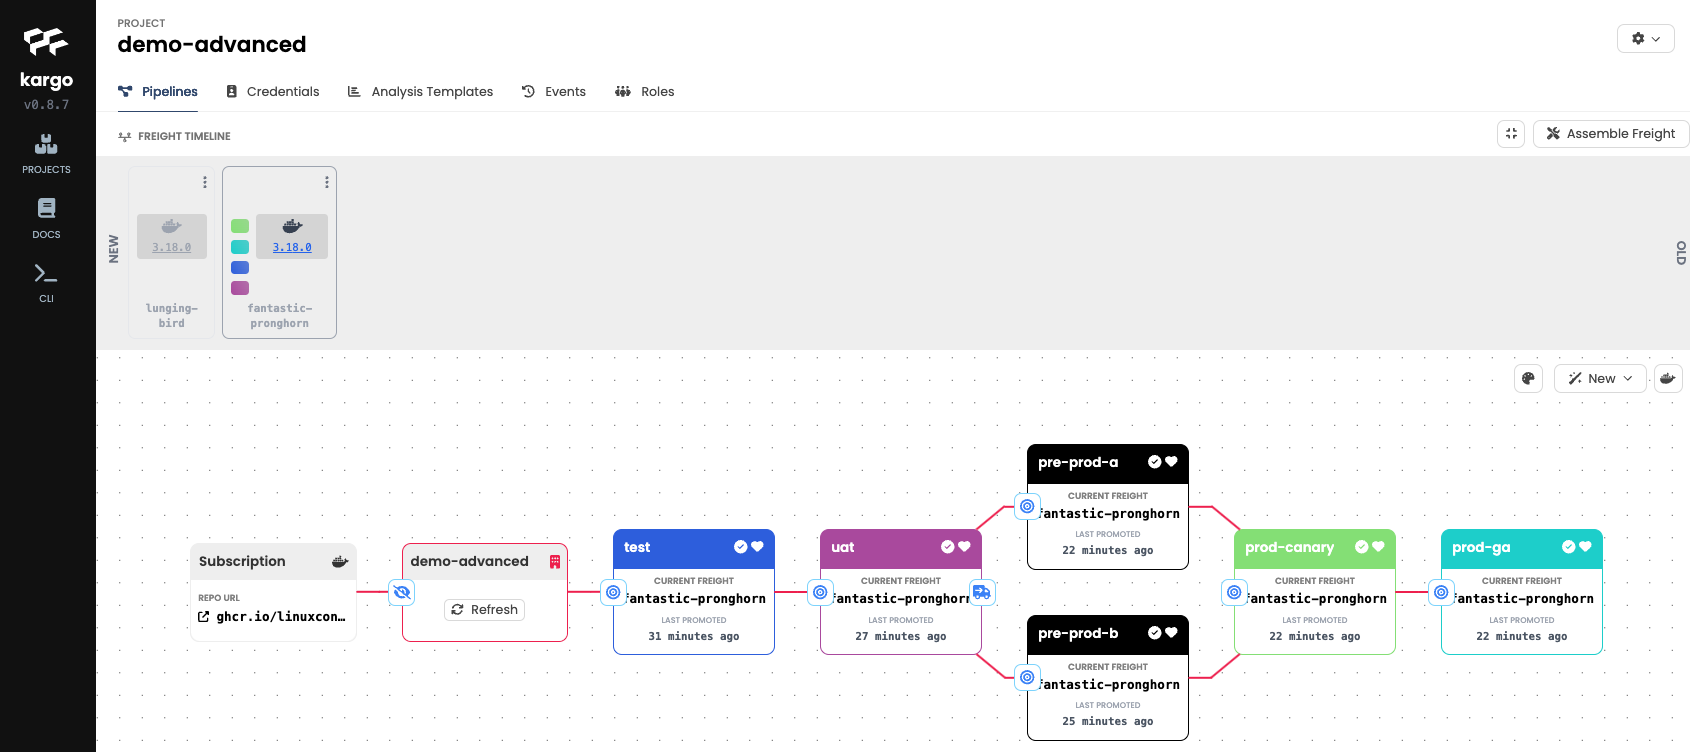 kargo
v0.8.7
PROJECTS
DOCS
CLI
PROJECT
demo-advanced
Pipelines
Credentials
Analysis Templates
Events
Roles
FREIGHT TIMELINE
Assemble Freight
NEW
3.18.0
lunging-
bird
3.18.0
fantastic-
pronghorn
OLD
New
Subscription
REPO URL
ghcr.io/linuxcon…
demo-advanced
Refresh
test
CURRENT FREIGHT
fantastic-pronghorn
LAST PROMOTED
31 minutes ago
uat
CURRENT FREIGHT
fantastic-pronghorn
LAST PROMOTED
27 minutes ago
pre-prod-a
CURRENT FREIGHT
fantastic-pronghorn
LAST PROMOTED
22 minutes ago
pre-prod-b
CURRENT FREIGHT
fantastic-pronghorn
LAST PROMOTED
25 minutes ago
prod-canary
CURRENT FREIGHT
fantastic-pronghorn
LAST PROMOTED
22 minutes ago
prod-ga
CURRENT FREIGHT
fantastic-pronghorn
LAST PROMOTED
22 minutes ago